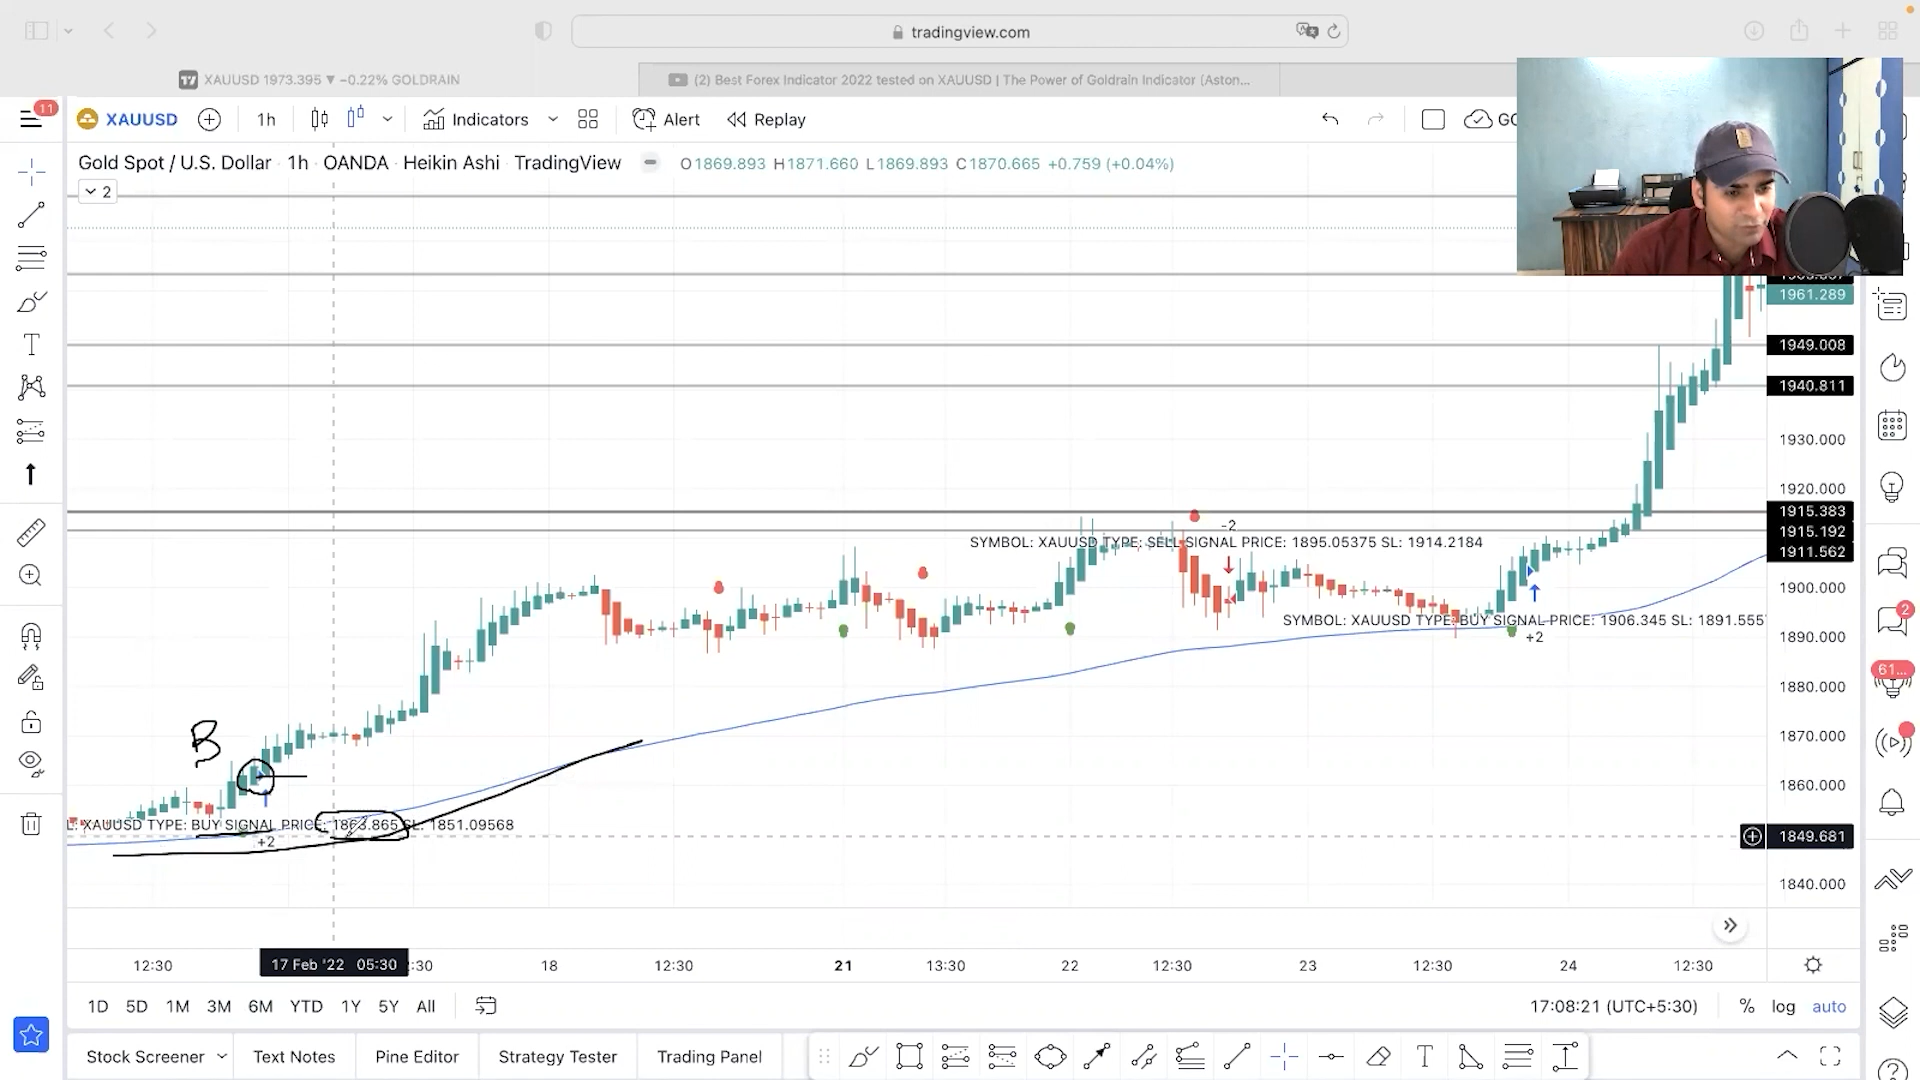 tradingview.com
XAUUSD 1973.395 ▼ −0.22% GOLDRAIN
(2) Best Forex Indicator 2022 tested on XAUUSD | The Power of Goldrain Indicator (Aston...
11
XAUUSD
1h
Indicators
Alert
Replay
Gold Spot / U.S. Dollar 1h OANDA Heikin Ashi TradingView
O1869.893 H1871.660 L1869.893 C1870.665 +0.759 (+0.04%)
2
1961.289
1949.008
1940.811
1930.000
1920.000
1915.383
1915.192
1911.562
1900.000
1890.000
1880.000
1870.000
1860.000
1849.681
1840.000
-2
SYMBOL: XAUUSD TYPE: SELL SIGNAL PRICE: 1895.05375 SL: 1914.2184
SYMBOL: XAUUSD TYPE: BUY SIGNAL PRICE: 1906.345 SL: 1891.555
+2
B
L: XAUUSD TYPE: BUY SIGNAL PRICE: 1863.865 SL: 1851.09568
+2
2
61...
12:30
17 Feb '22 05:30
:30
18
12:30
21
13:30
22
12:30
23
12:30
24
12:30
1D 5D 1M 3M 6M YTD 1Y 5Y All
17:08:21 (UTC+5:30)
% log auto
Stock Screener
Text Notes
Pine Editor
Strategy Tester
Trading Panel